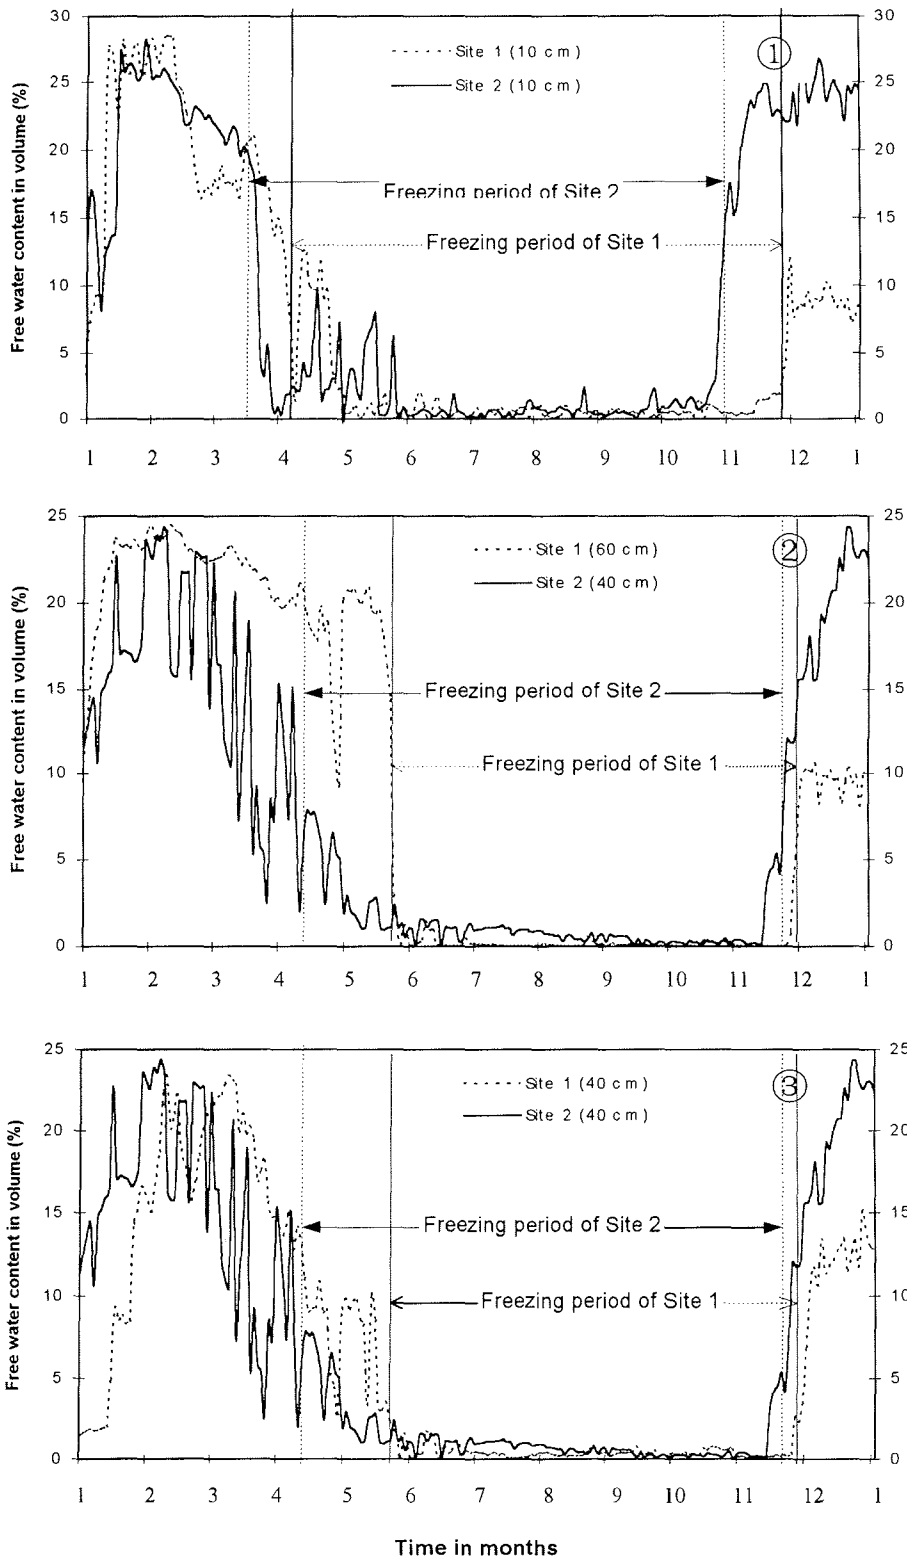 30 30
Site 1 (10 cm)
①
Site 2 (10 cm)
25 25
20 20
Freezing period of Site 2
15 15
Freezing period of Site 1
10 10
5 5
0 0
Free water content in volume (%)
1 2 3 4 5 6 7 8 9 10 11 12 1
25 25
Site 1 (60 cm)
②
Site 2 (40 cm)
20 20
Freezing period of Site 2
15 15
Freezing period of Site 1
10 10
5 5
0 0
Free water content in volume (%)
1 2 3 4 5 6 7 8 9 10 11 12 1
25 25
Site 1 (40 cm)
③
Site 2 (40 cm)
20 20
15 15
Freezing period of Site 2
10 10
Freezing period of Site 1
5 5
0 0
Free water content in volume (%)
1 2 3 4 5 6 7 8 9 10 11 12 1
Time in months